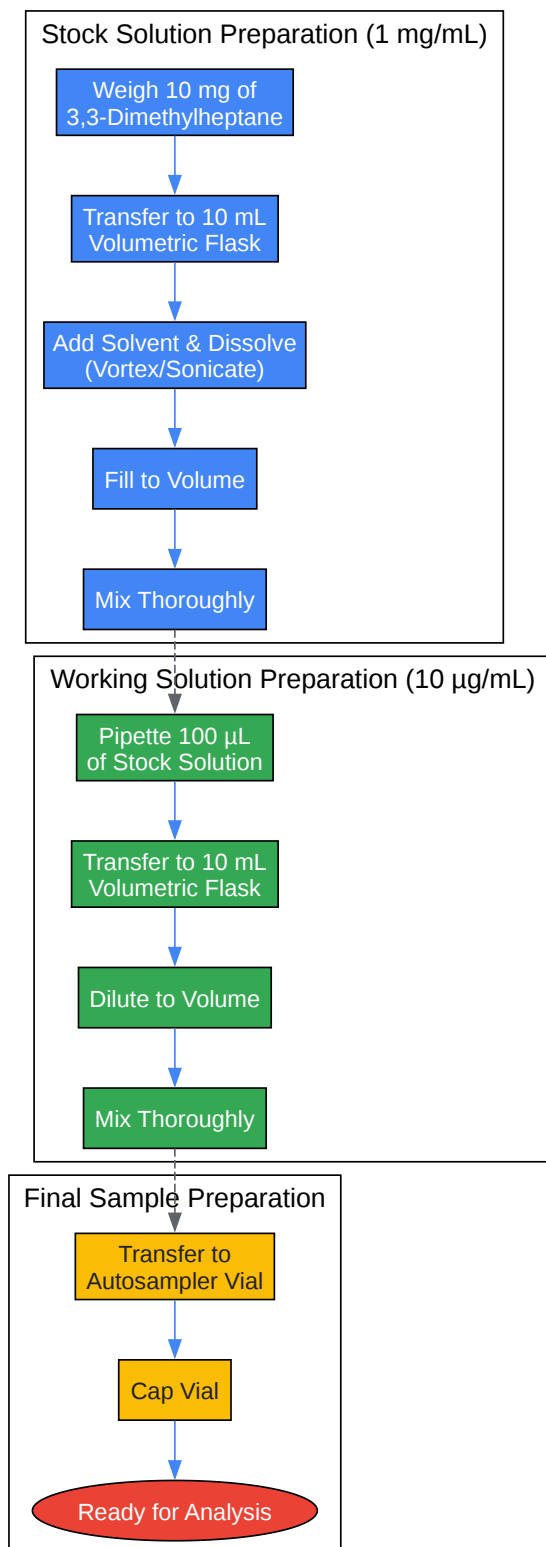 Stock Solution Preparation (1 mg/mL)
Weigh 10 mg of
3,3-Dimethylheptane
Transfer to 10 mL
Volumetric Flask
Add Solvent & Dissolve
(Vortex/Sonicate)
Fill to Volume
Mix Thoroughly
Working Solution Preparation (10 µg/mL)
Pipette 100 µL
of Stock Solution
Transfer to 10 mL
Volumetric Flask
Dilute to Volume
Mix Thoroughly
Final Sample Preparation
Transfer to
Autosampler Vial
Cap Vial
Ready for Analysis